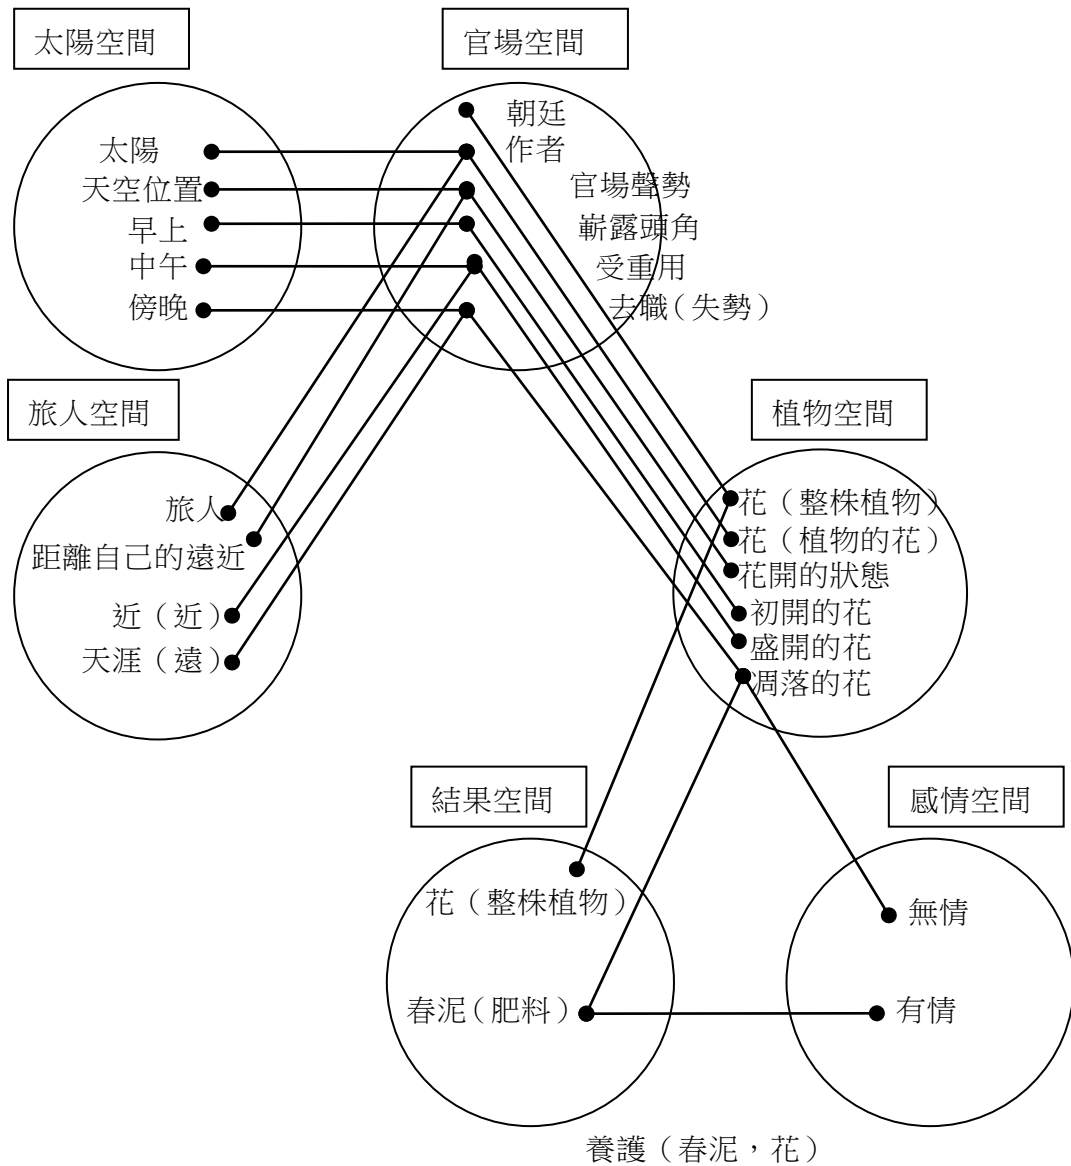 太陽空間
官場空間
太陽
天空位置
早上
中午
傍晚
朝廷
作者
官場聲勢
嶄露頭角
受重用
去職(失勢)
旅人空間
旅人
距離自己的遠近
近(近)
天涯(遠)
植物空間
花(整株植物)
花(植物的花)
花開的狀態
初開的花
盛開的花
凋落的花
結果空間
花(整株植物)
春泥(肥料)
感情空間
無情
有情
養護(春泥,花)